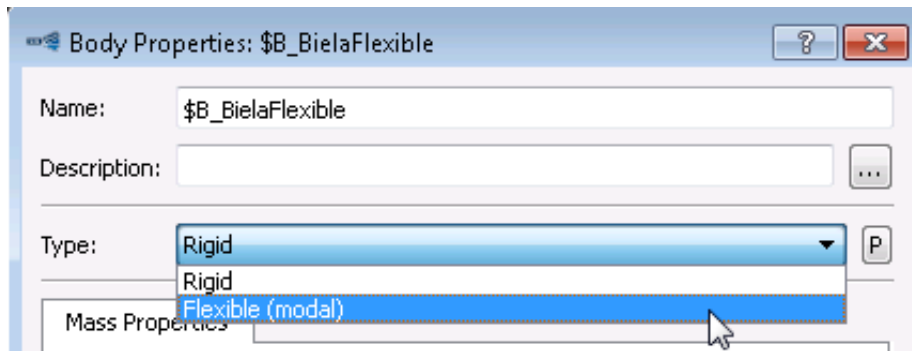 Body Properties: $B_BielaFlexible
?
Name: $B_BielaFlexible
Description: ...
Type: Rigid P
Rigid
Flexible (modal)
Mass Properties